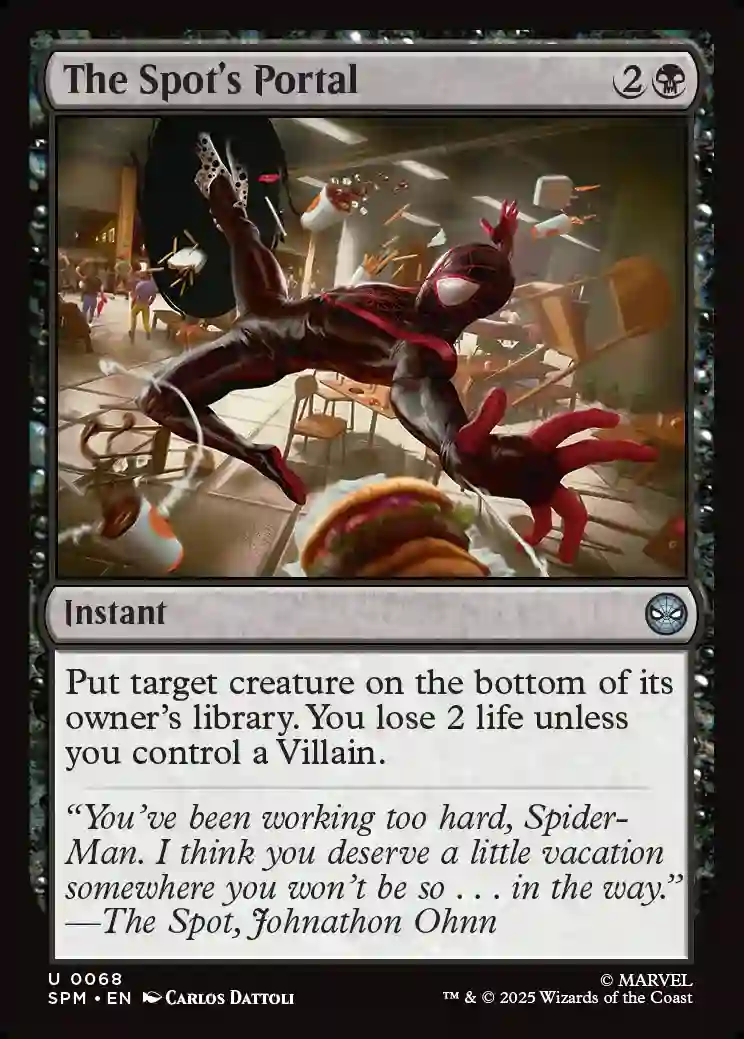 The Spot's Portal 2
Instant
Put target creature on the bottom of its
owner's library. You lose 2 life unless
you control a Villain.
“You've been working too hard, Spider-
Man. I think you deserve a little vacation
somewhere you won't be so . . . in the way.”
—The Spot, Johnathon Ohnn
U 0068
© MARVEL
SPM • EN CARLOS DATTOLI
™ & © 2025 Wizards of the Coast